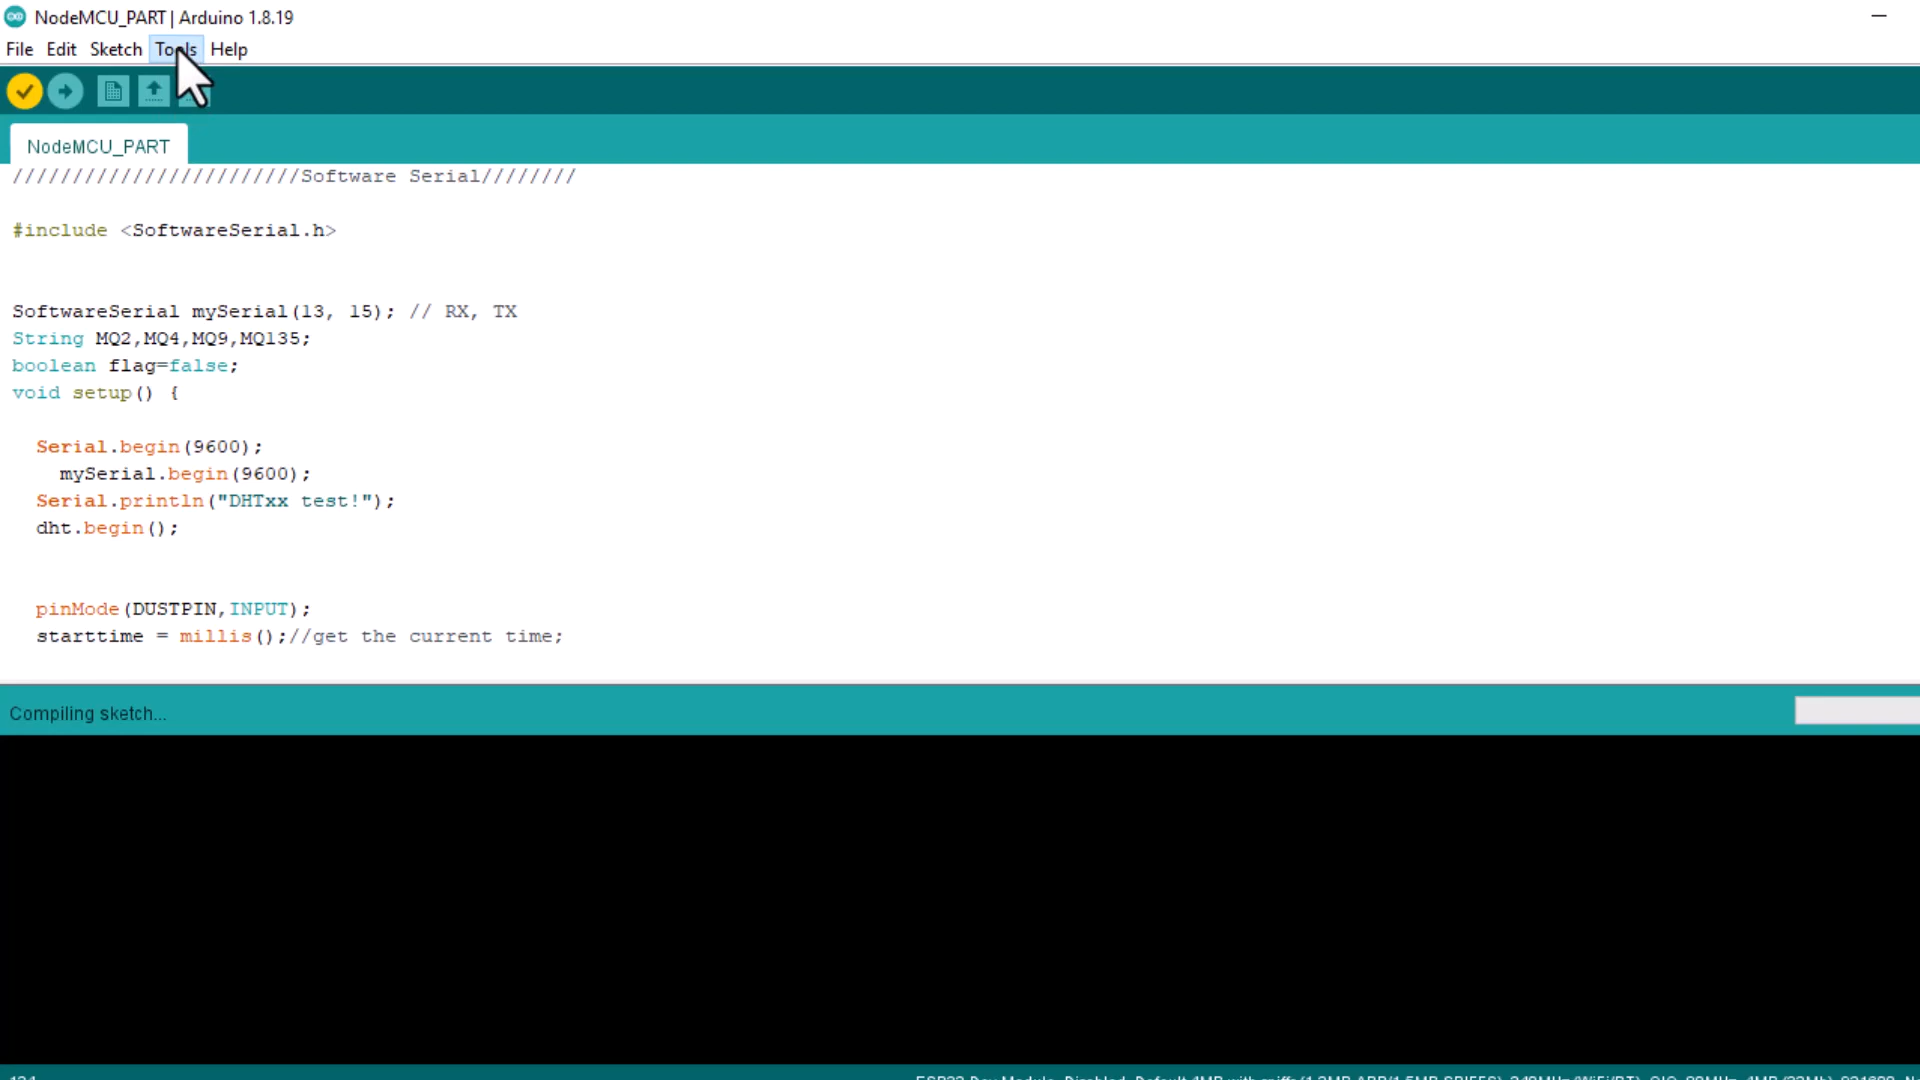 NodeMCU_PART | Arduino 1.8.19
File Edit Sketch Tools Help
NodeMCU_PART
////////////////////////Software Serial////////
#include <SoftwareSerial.h>
SoftwareSerial mySerial(13, 15); // RX, TX
String MQ2,MQ4,MQ9,MQ135;
boolean flag=false;
void setup() {
Serial.begin(9600);
mySerial.begin(9600);
Serial.println("DHTxx test!");
dht.begin();
pinMode(DUSTPIN,INPUT);
starttime = millis();//get the current time;
Compiling sketch...